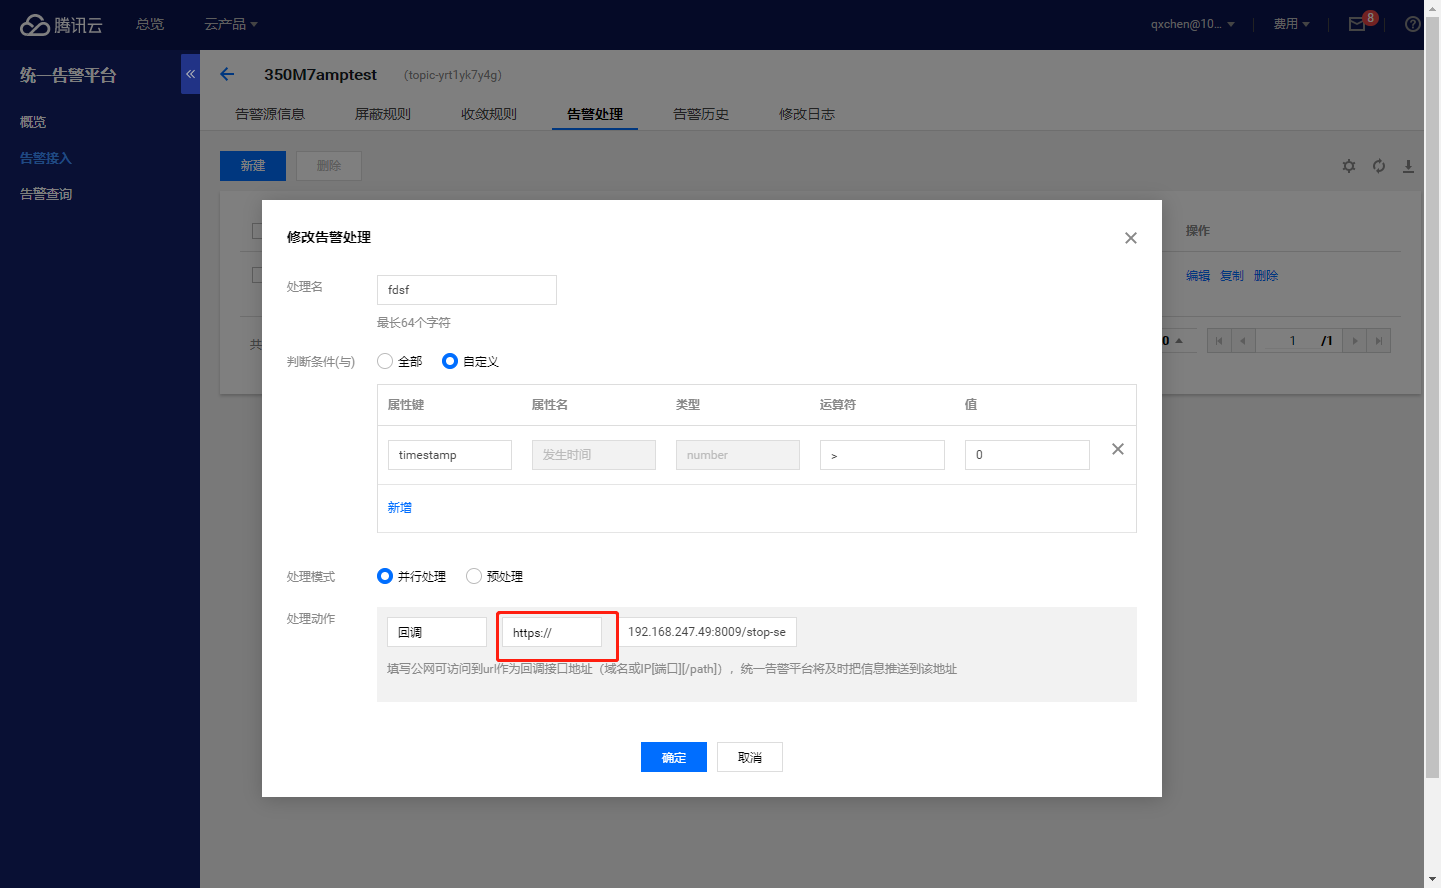 腾讯云
总览
云产品
qxchen@10...
费用
8
统一告警平台
350M7amptest
(topic-yrt1yk7y4g)
概览
告警接入
告警查询
告警源信息
屏蔽规则
收敛规则
告警处理
告警历史
修改日志
新建
删除
操作
编辑
复制
删除
共
0
1
/1
修改告警处理
处理名
fdsf
最长64个字符
判断条件(与)
全部
自定义
属性键
属性名
类型
运算符
值
timestamp
发生时间
number
>
0
新增
处理模式
并行处理
预处理
处理动作
回调
https://
192.168.247.49:8009/stop-se
填写公网可访问到url作为回调接口地址（域名或IP[端口][/path]），统一告警平台将及时把信息推送到该地址
确定
取消